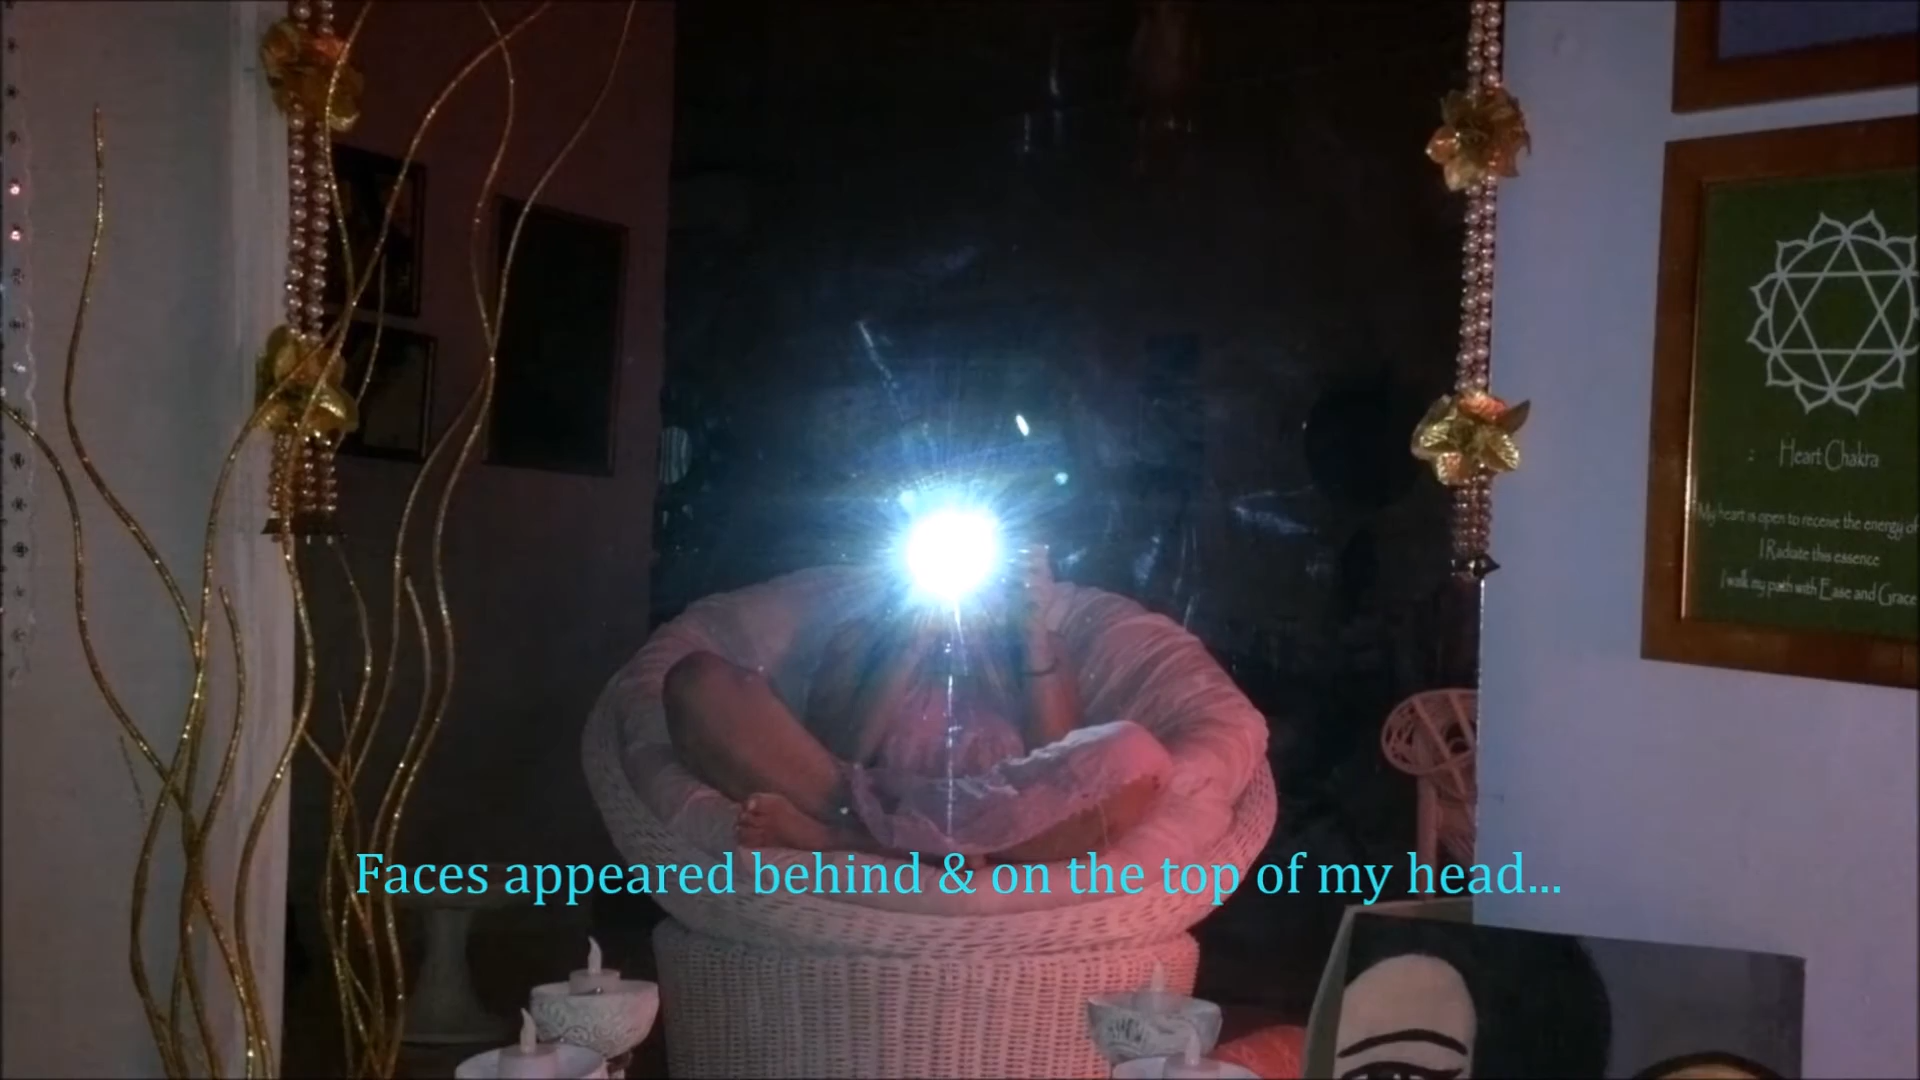 Heart Chakra
My heart is open to receive the energy of
I Radiate this essence
I walk my path with Ease and Grace
Faces appeared behind & on the top of my head...